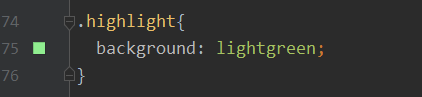 74 .highlight{
75 background: lightgreen;
76 }